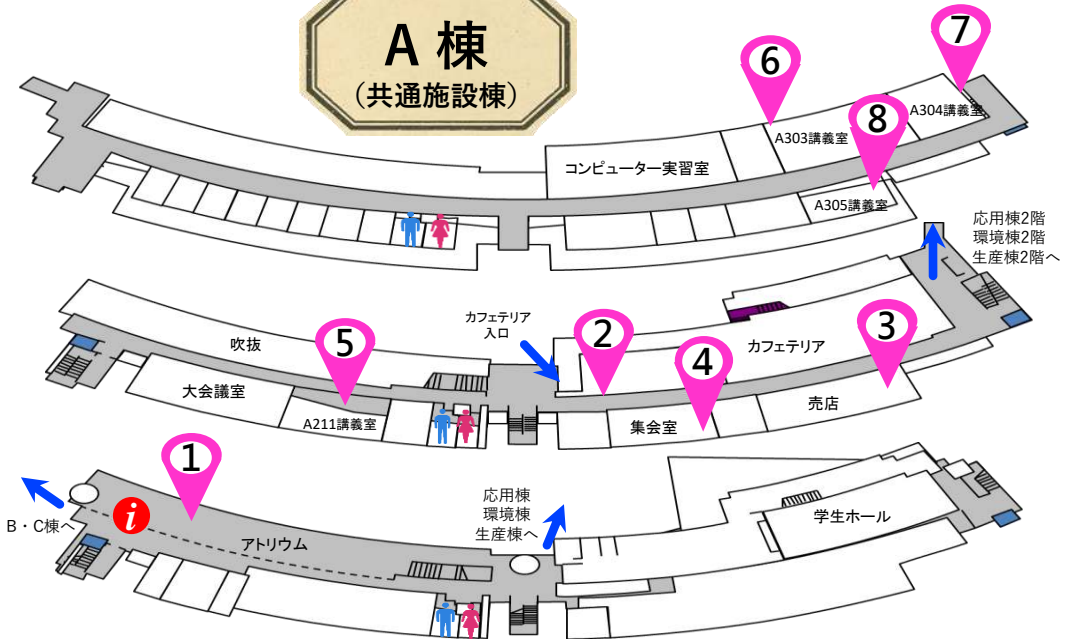 A 棟
(共通施設棟)
7
6
8
A304講義室
A303講義室
コンピューター実習室
A305講義室
応用棟2階
環境棟2階
生産棟2階へ
カフェテリア
入口
2
3
5
4
吹抜
カフェテリア
大会議室
売店
A211講義室
集会室
1
i
B・C棟へ
応用棟
環境棟
生産棟へ
学生ホール
アトリウム